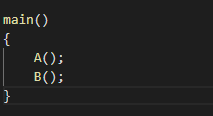 main()
{
    A();
    B();
}